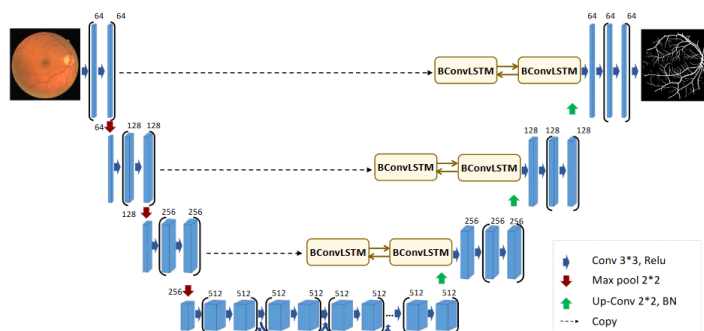 64 64
64 64 64
BConvLSTM BConvLSTM
64 128 128
128 128 128
BConvLSTM BConvLSTM
128 256 256
256 256 256
BConvLSTM BConvLSTM
256 512 512 512 512 512 512 ... 512 512
Conv 3*3, Relu
Max pool 2*2
Up-Conv 2*2, BN
Copy